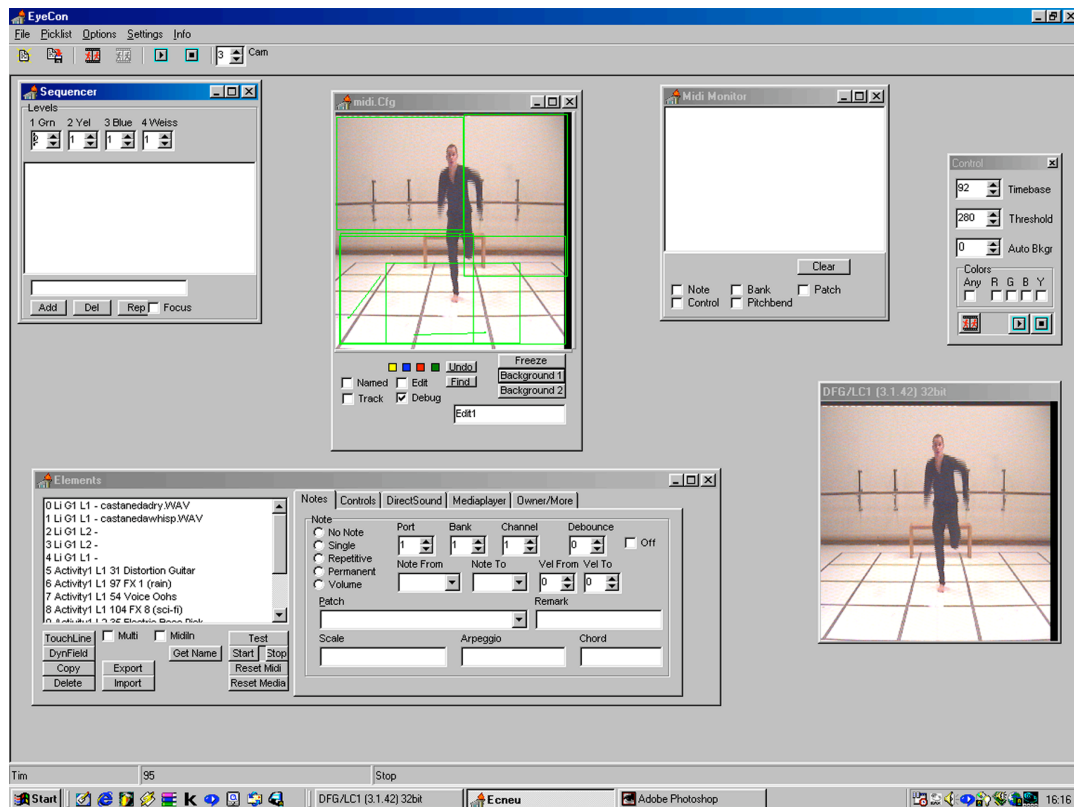 EyeCon
File Picklist Options Settings Info
3 Cam
Sequencer
Levels
1 Grn 2 Yel 3 Blue 4 Weiss
1 1 1
Add Del Rep Focus
midi.Cfg
Undo
Named Edit Find
Track Debug
Freeze
Background 1
Background 2
Edit1
Midi Monitor
Clear
Note Bank Patch
Control Pitchbend
Control
92 Timebase
280 Threshold
0 Auto Bkgr
Colors
Any R G B Y
DFG/LC1 (3.1.42) 32bit
Elements
0 Li G1 L1 - castanedadry.WAV
1 Li G1 L1 - castanedawhisp.WAV
2 Li G1 L2 -
3 Li G1 L2 -
4 Li G1 L1 -
5 Activity1 L1 31 Distortion Guitar
6 Activity1 L1 97 FX 1 (rain)
7 Activity1 L1 54 Voice Oohs
8 Activity1 L1 104 FX 8 (sci-fi)
TouchLine Multi MidiIn Test
DynField Get Name Start Stop
Copy Export Reset Midi
Delete Import Reset Media
Notes Controls DirectSound Mediaplayer Owner/More
Note
No Note
Single
Repetitive
Permanent
Volume
Port Bank Channel Debounce
1 1 1 0 Off
Note From Note To Vel From Vel To
0 0
Patch Remark
Scale Arpeggio Chord
Tim 95 Stop
Start DFG/LC1 (3.1.42) 32bit Ecneu Adobe Photoshop 16:16